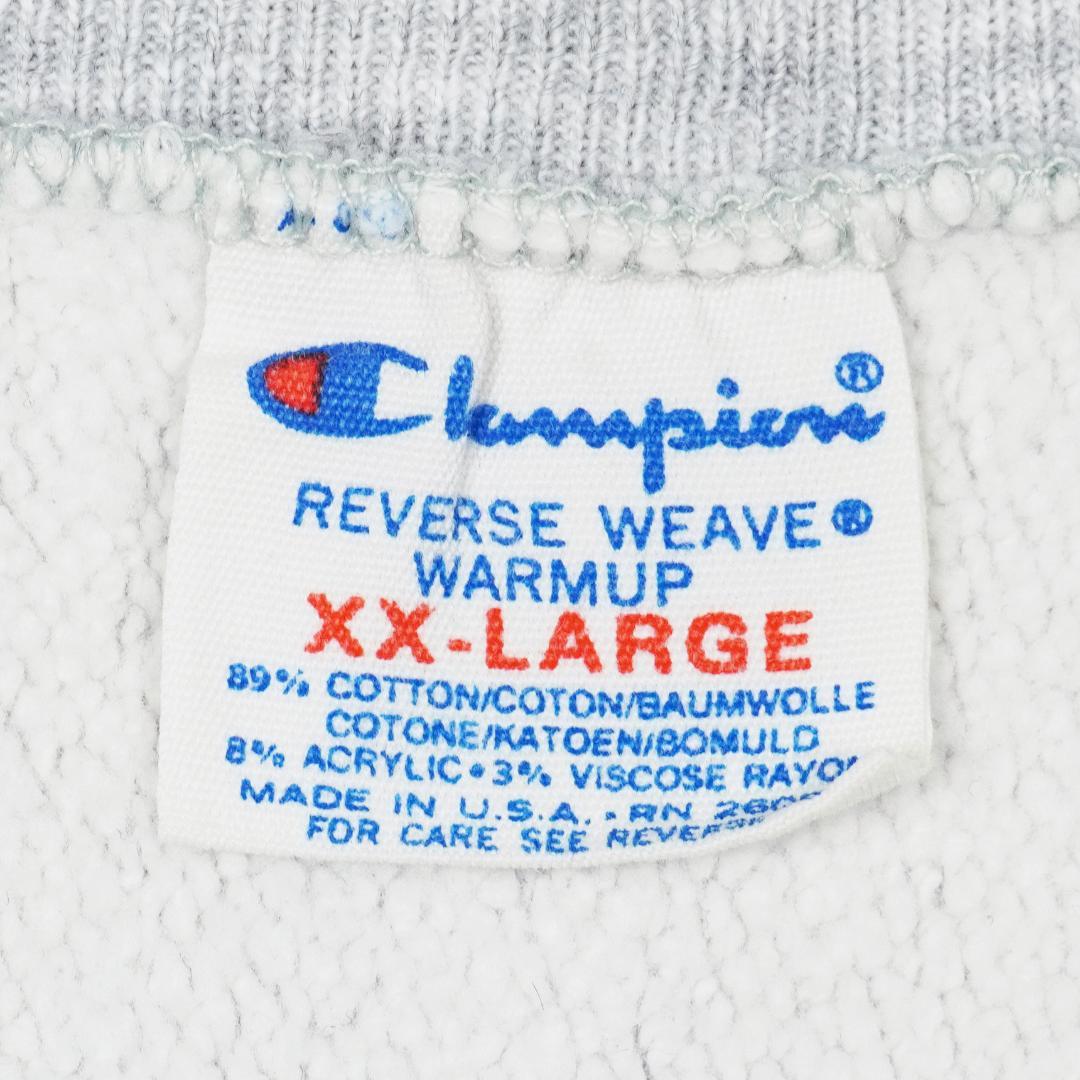 Champion®
REVERSE WEAVE®
WARMUP
XX-LARGE
89% COTTON/COTON/BAUMWOLLE
COTONE/KATOEN/BOMULD
8% ACRYLIC•3% VISCOSE
MADE IN U.S.A. • RN
FOR CARE SEE